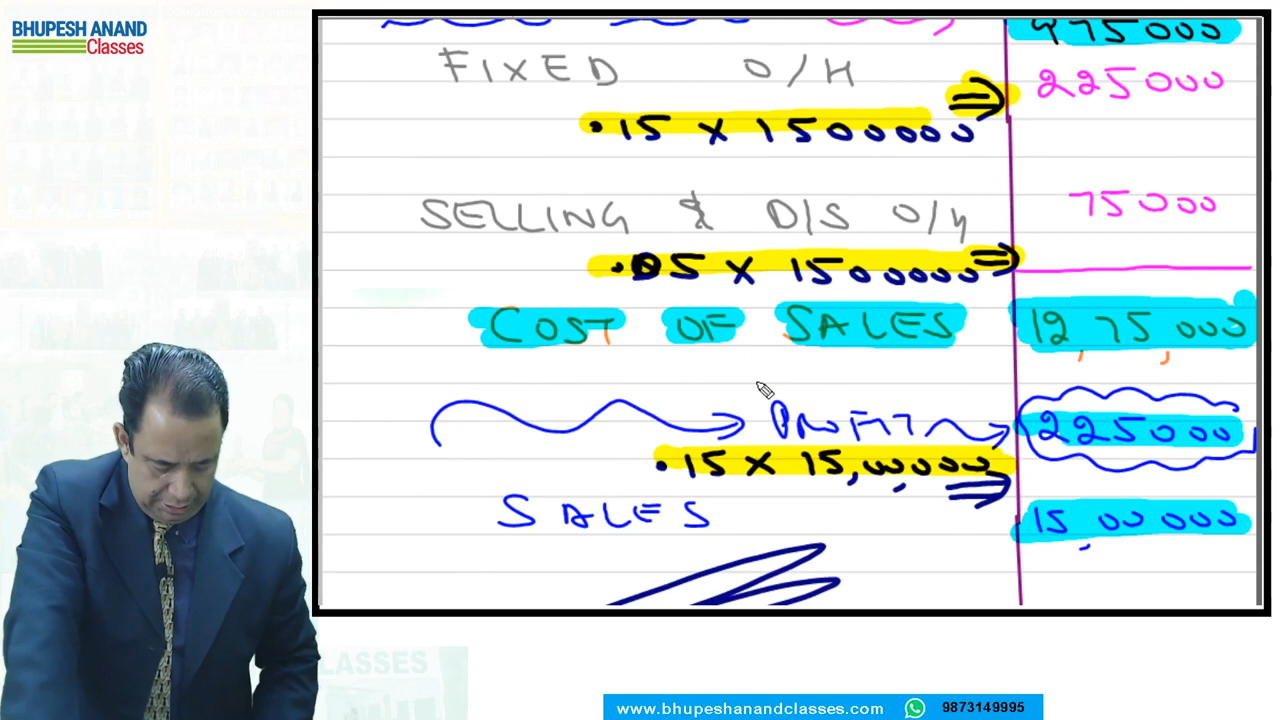 BHUPESH ANAND
Classes
975000
FIXED O/H 225000
.15 X 1500000 ⇒
SELLING & DIS O/H 75000
.05 X 1500000 ⇒
COST OF SALES 12,75,000
PROFIT 225000
.15 X 15,00,000 ⇒
SALES 15,00000
LASSES
www.bhupeshanandclasses.com 9873149995